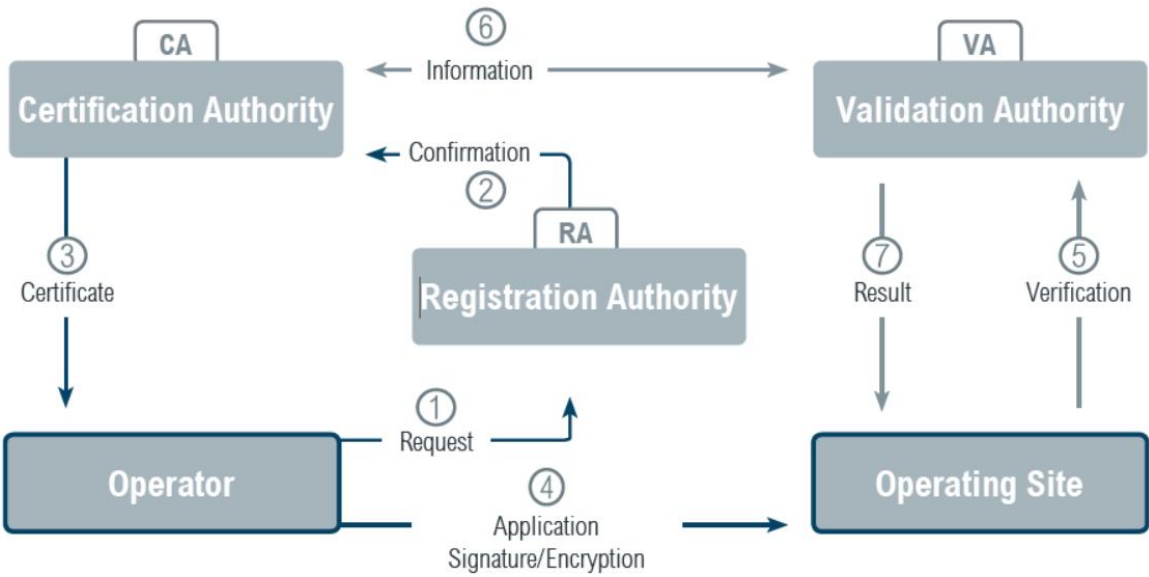 6
CA
VA
Information
Certification Authority
Validation Authority
Confirmation
2
RA
3
7
5
Certificate
Registration Authority
Result
Verification
1
Request
Operator
4
Operating Site
Application
Signature/Encryption